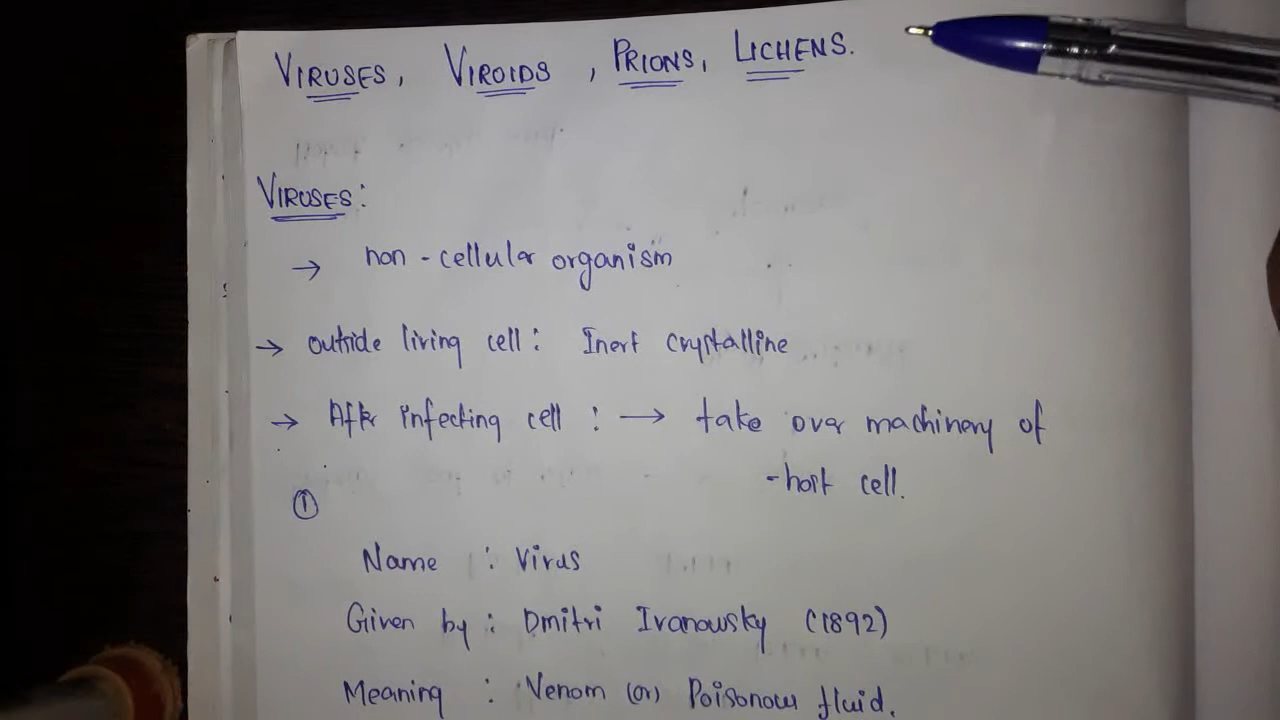 VIRUSES, VIROIDS, PRIONS, LICHENS.
VIRUSES:
→ non-cellular organism
→ outside living cell: Inert crystalline
→ After infecting cell: → take over machinery of
-host cell.
①
Name : Virus
Given by : Dmitri Ivanowsky (1892)
Meaning : Venom (or) Poisonous fluid.